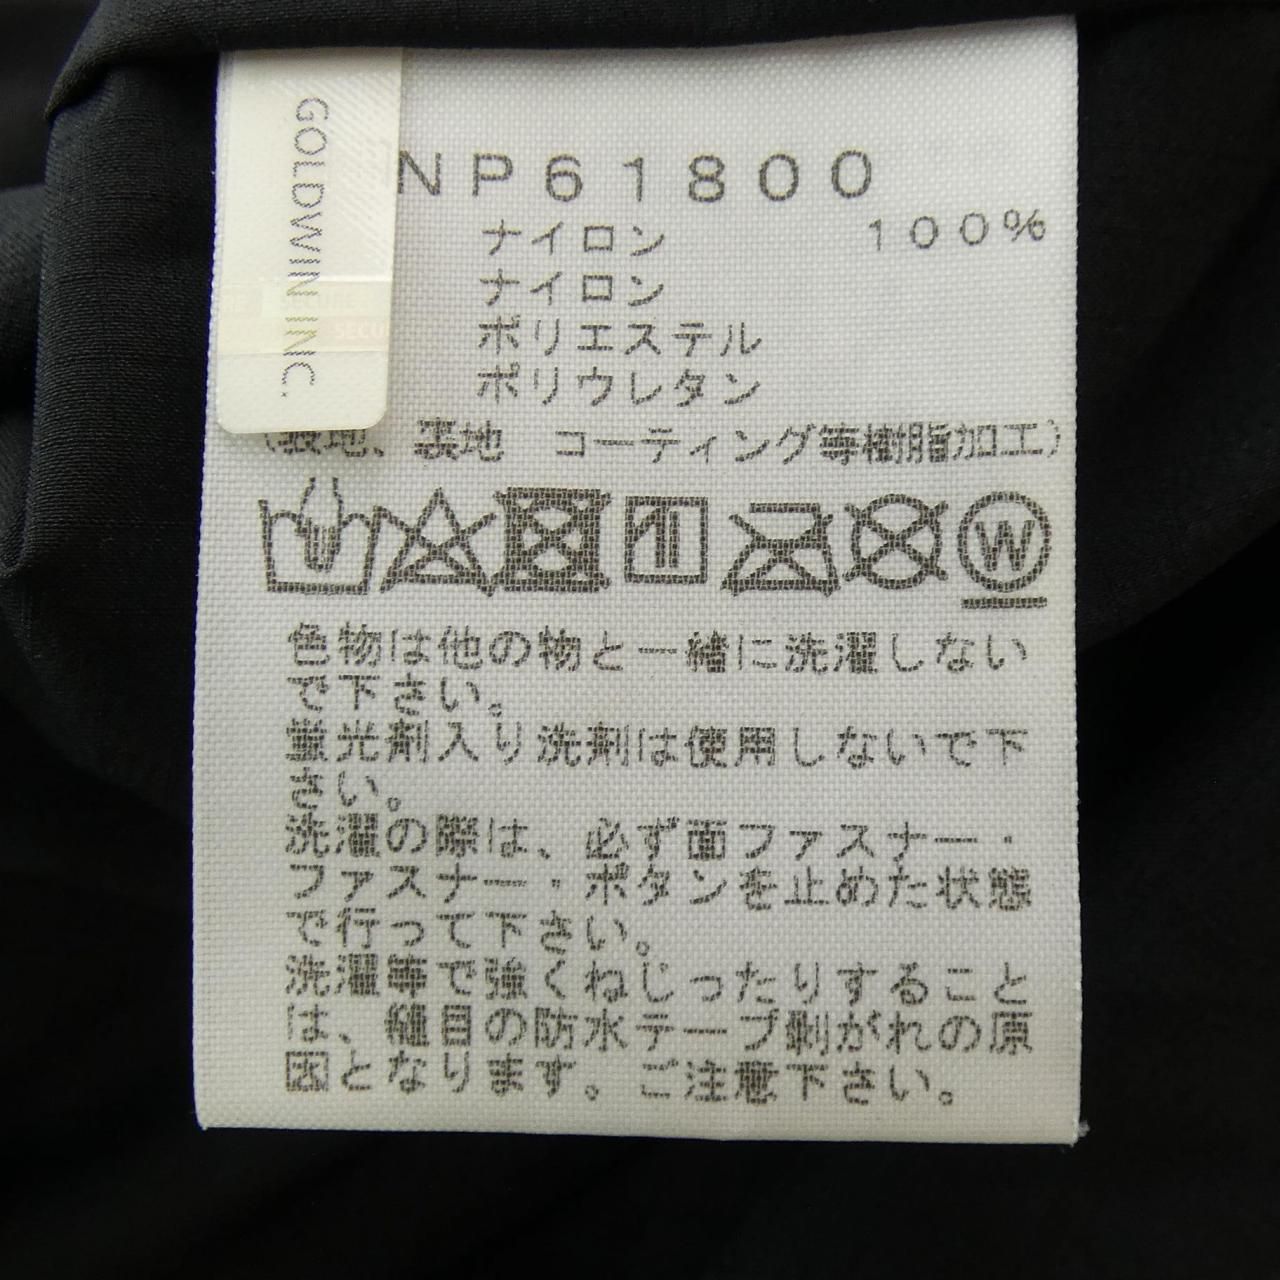 GOLDWIN INC.
NP61800
ナイロン 100%
ナイロン
ポリエステル
ポリウレタン
(表地、裏地 コーティング等樹脂加工)
W
色物は他の物と一緒に洗濯しない
で下さい。
蛍光剤入り洗剤は使用しないで下
さい。
洗濯の際は、必ず面ファスナー・
ファスナー・ボタンを止めた状態
で行って下さい。
洗濯等で強くねじったりすること
は、縫目の防水テープ剥がれの原
因となります。ご注意下さい。